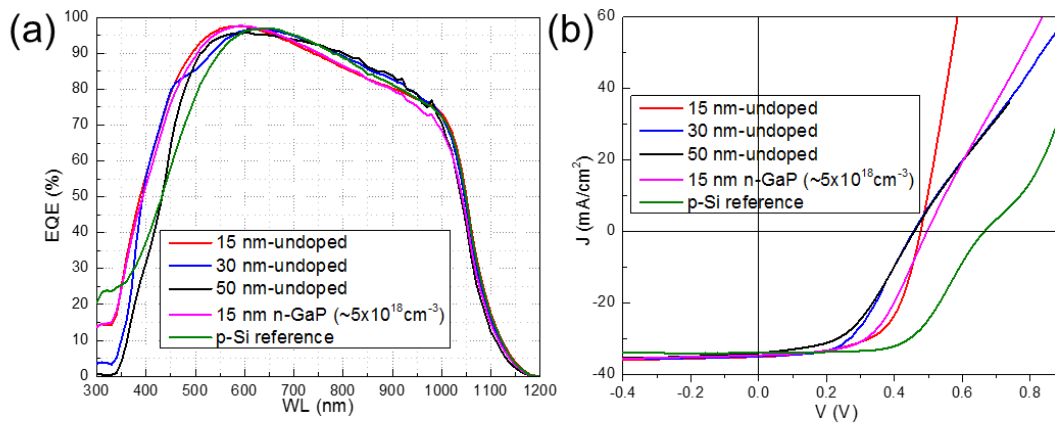 (a)
100
90
80
70
60
50
40
30
20
10
0
EQE (%)
15 nm-undoped
30 nm-undoped
50 nm-undoped
15 nm n-GaP (~5x10¹⁸cm⁻³)
p-Si reference
300 400 500 600 700 800 900 1000 1100 1200
WL (nm)
(b)
60
40
20
0
-20
-40
J (mA/cm²)
15 nm-undoped
30 nm-undoped
50 nm-undoped
15 nm n-GaP (~5x10¹⁸cm⁻³)
p-Si reference
-0.4 -0.2 0.0 0.2 0.4 0.6 0.8
V (V)